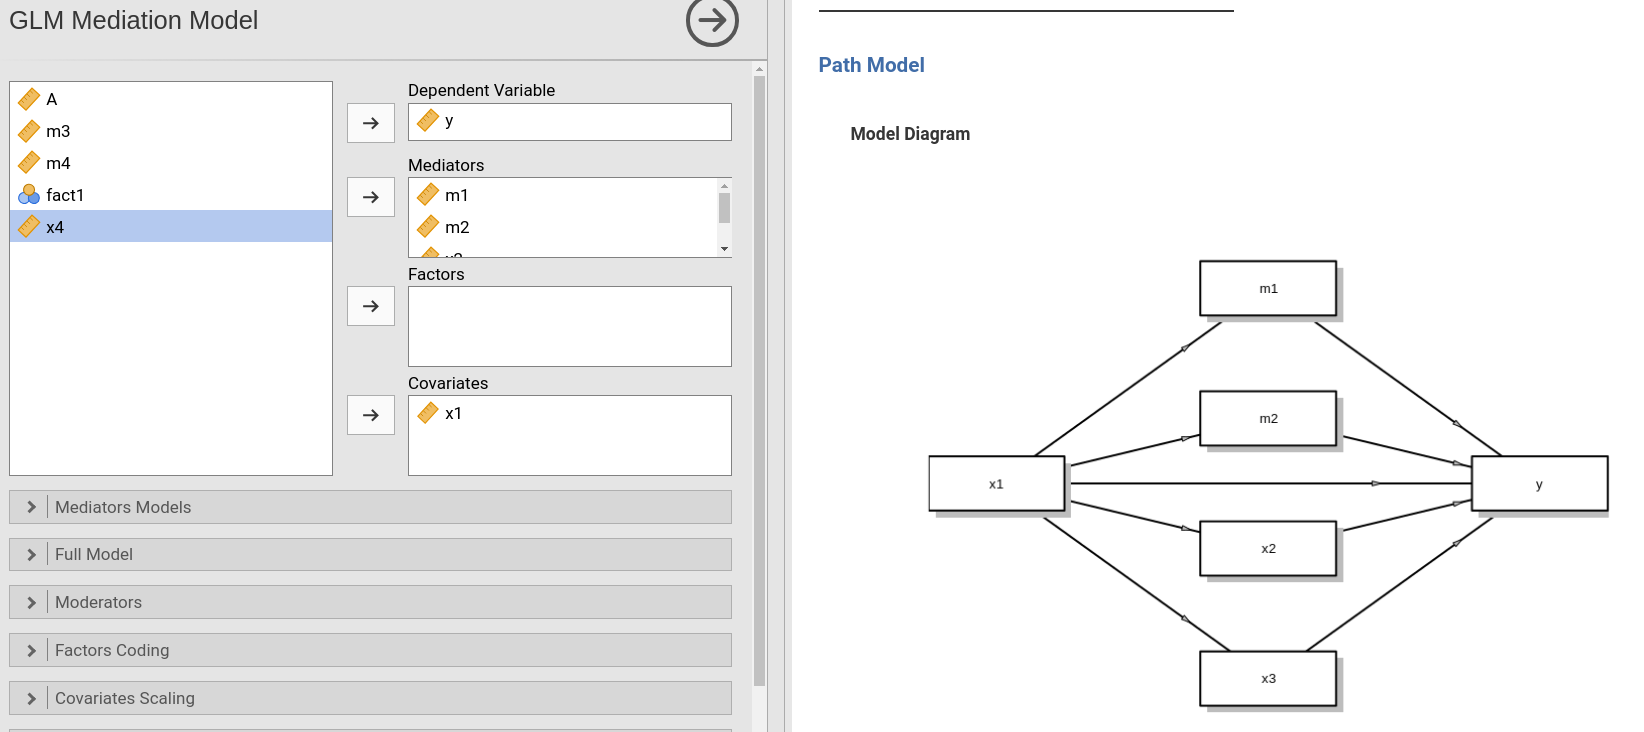 GLM Mediation Model
A
m3
m4
fact1
x4
Dependent Variable
y
Mediators
m1
m2
Factors
Covariates
x1
Mediators Models
Full Model
Moderators
Factors Coding
Covariates Scaling
Path Model
Model Diagram
m1
m2
x1
y
x2
x3